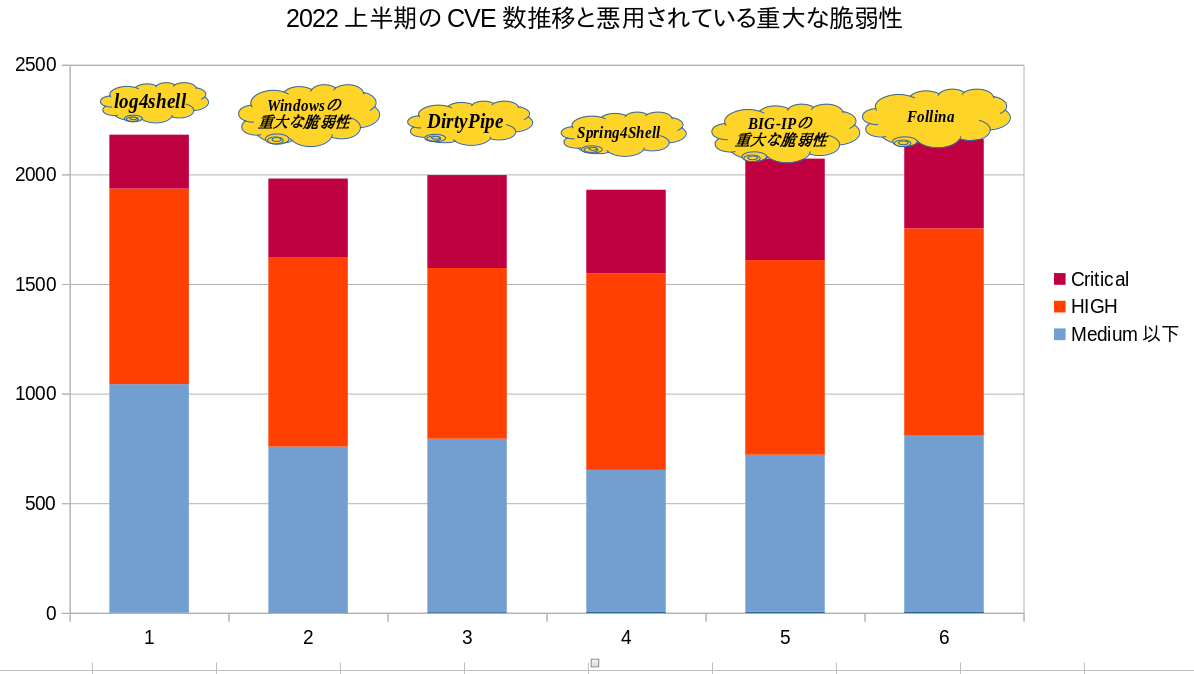 2022 上半期の CVE 数推移と悪用されている重大な脆弱性
2500
2000
1500
1000
500
0
log4shell
Windowsの
重大な脆弱性
DirtyPipe
Spring4Shell
BIG-IPの
重大な脆弱性
Follina
1
2
3
4
5
6
Critical
HIGH
Medium 以下